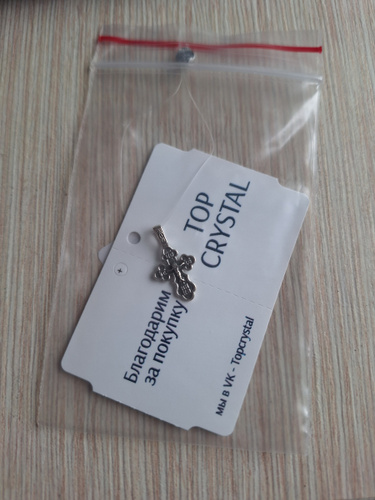 TOP
CRYSTAL
Благодарим
за покупку
мы в VK - Topcrystal